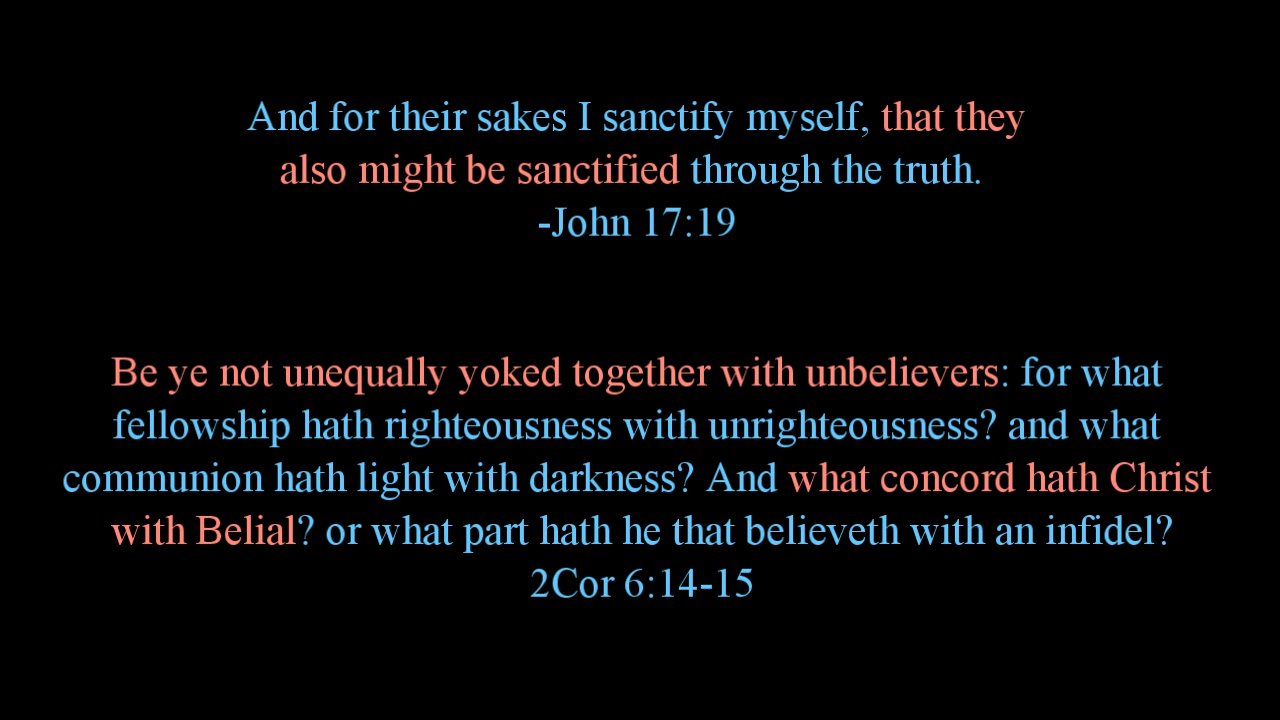 And for their sakes I sanctify myself, that they
also might be sanctified through the truth.
-John 17:19
Be ye not unequally yoked together with unbelievers: for what
fellowship hath righteousness with unrighteousness? and what
communion hath light with darkness? And what concord hath Christ
with Belial? or what part hath he that believeth with an infidel?
2Cor 6:14-15